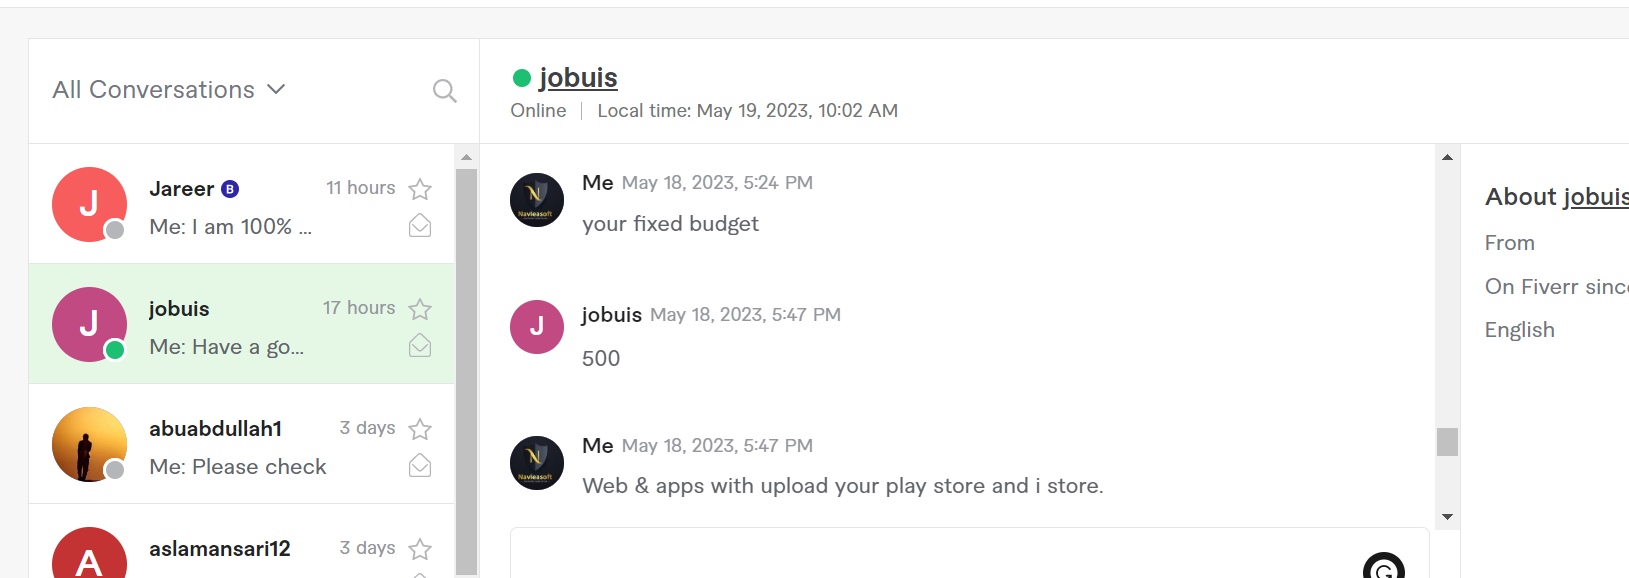 All Conversations
jobuis
Online | Local time: May 19, 2023, 10:02 AM
J
Jareer B 11 hours
Me: I am 100% ...
J
jobuis 17 hours
Me: Have a go...
abuabdullah1 3 days
Me: Please check
A
aslamansari12 3 days
N
Navieasoft
Me May 18, 2023, 5:24 PM
your fixed budget
J
jobuis May 18, 2023, 5:47 PM
500
N
Navieasoft
Me May 18, 2023, 5:47 PM
Web & apps with upload your play store and i store.
G
About jobuis
From
On Fiverr since
English